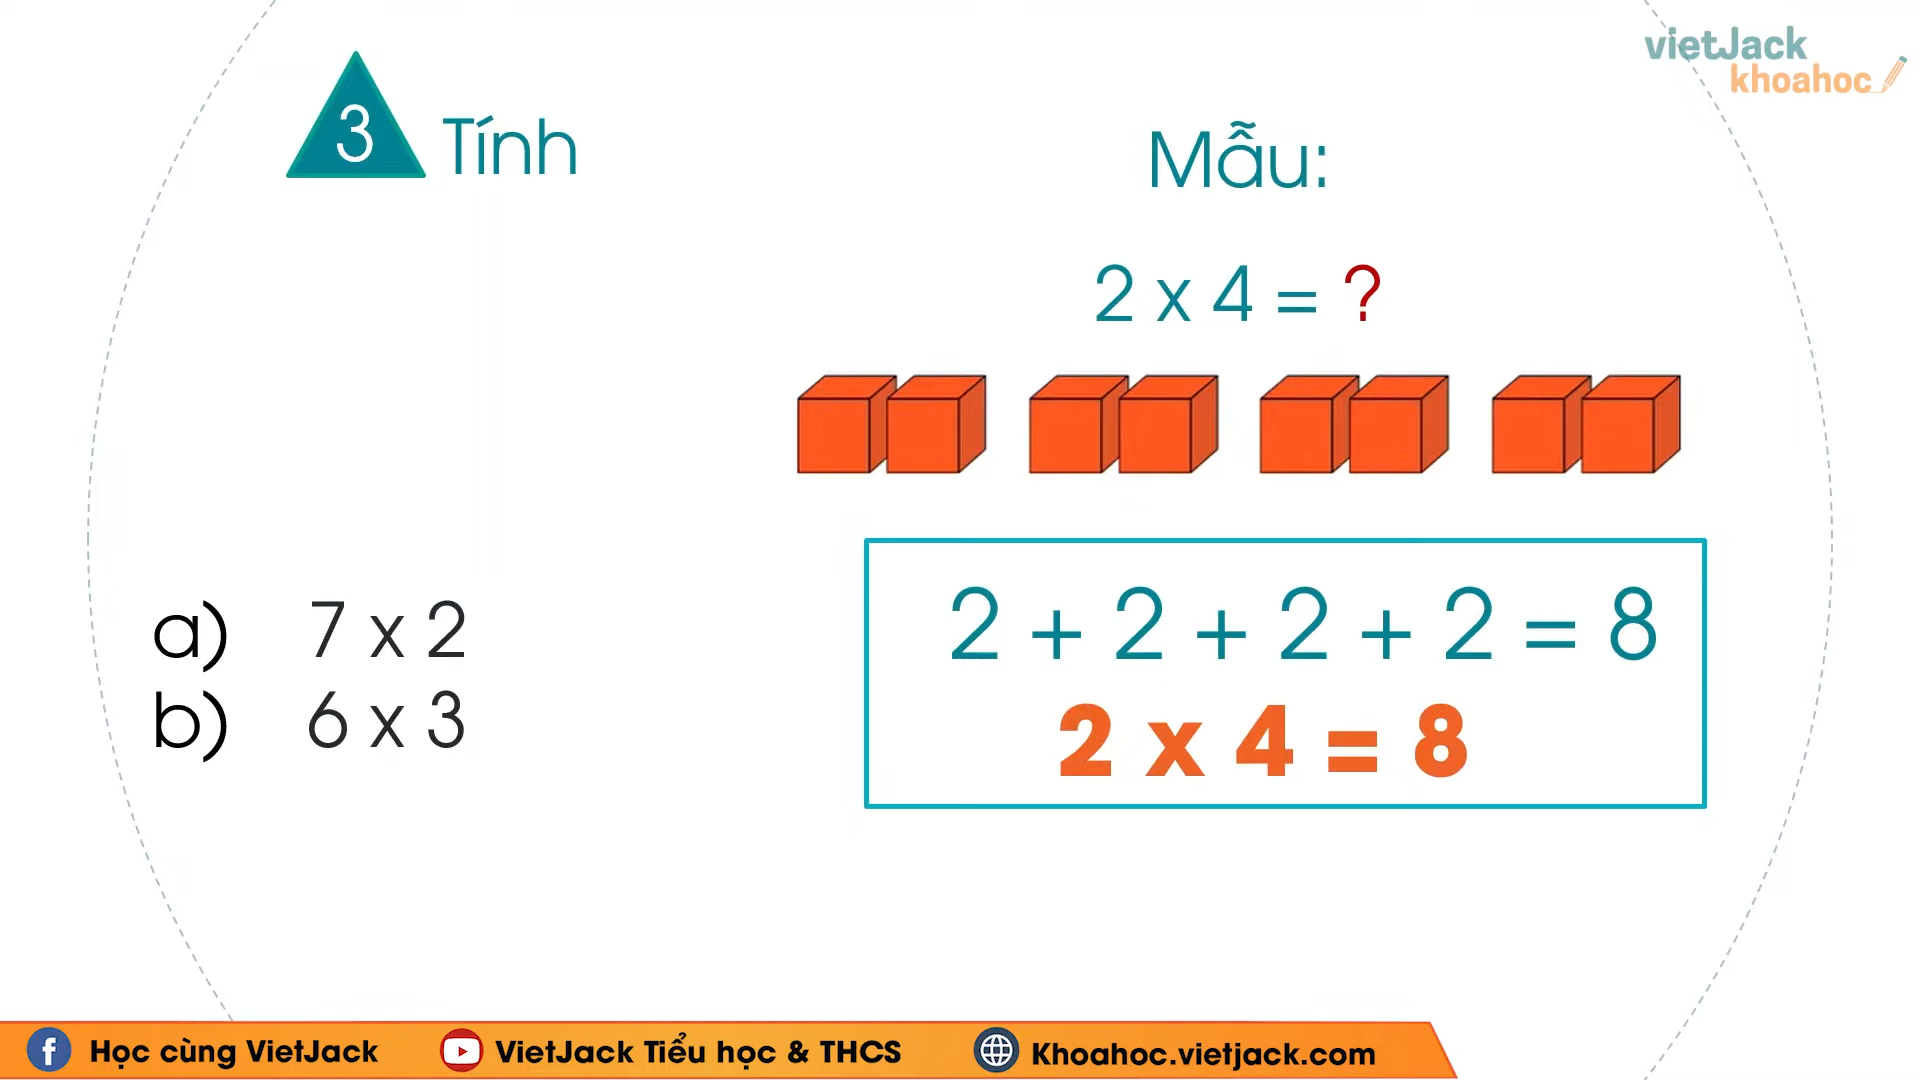 vietJack
khoahoc
3 Tính
Mẫu:
2 x 4 = ?
2 + 2 + 2 + 2 = 8
2 x 4 = 8
a) 7 x 2
b) 6 x 3
Học cùng VietJack
VietJack Tiểu học & THCS
Khoahoc.vietjack.com